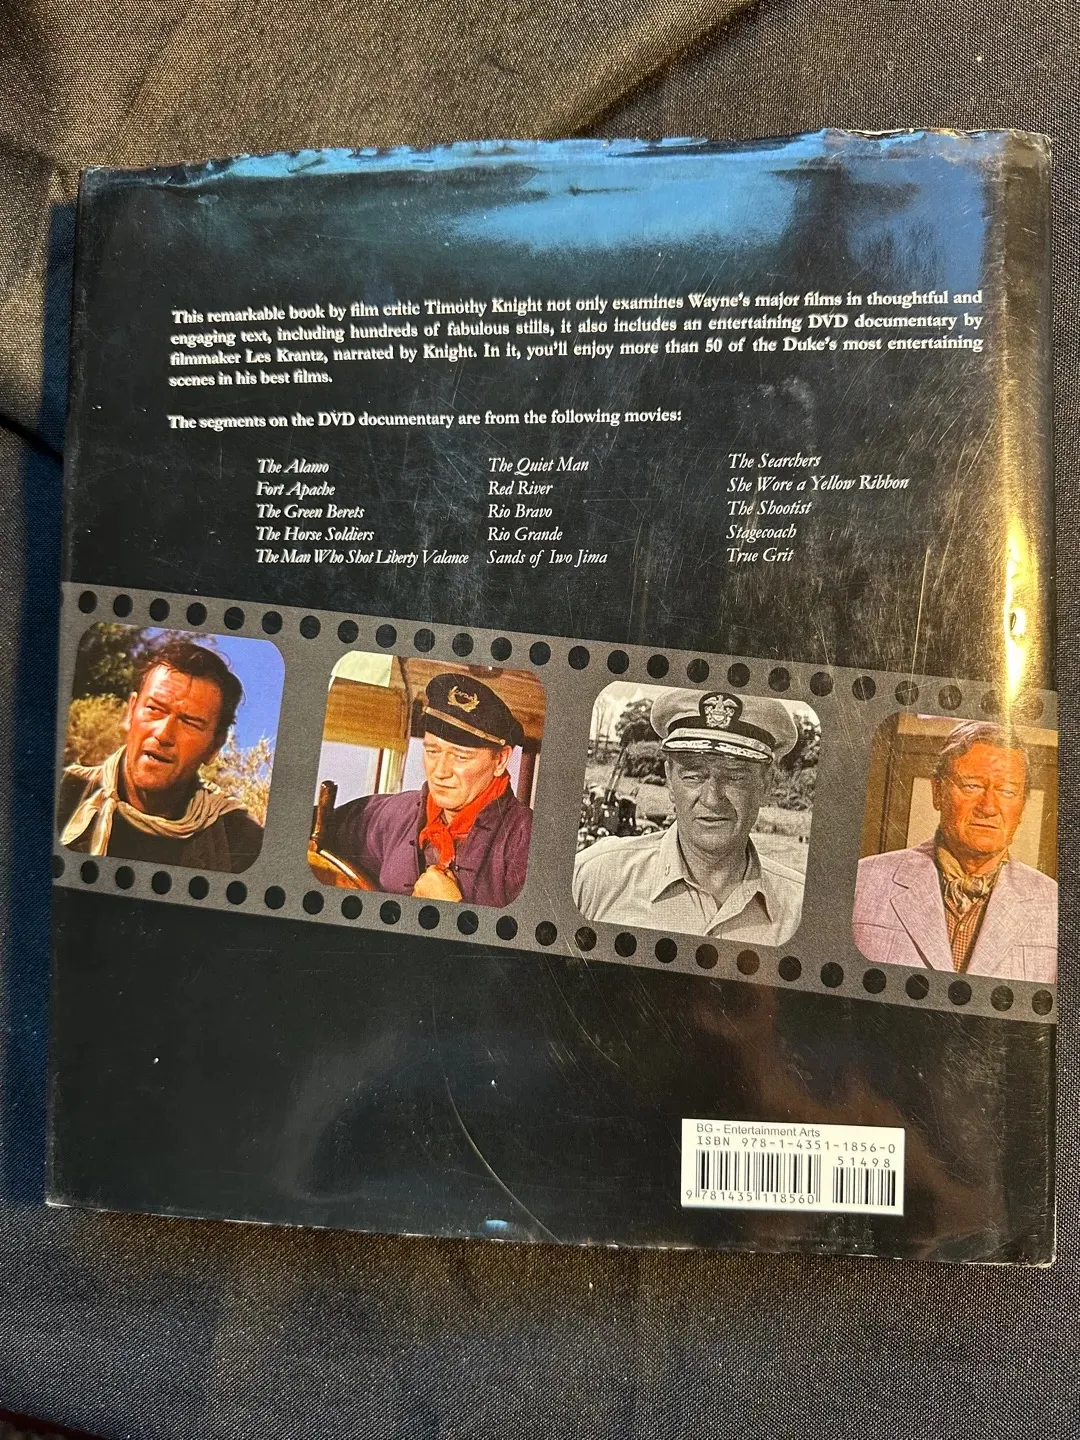 This remarkable book by film critic Timothy Knight not only examines Wayne's major films in thoughtful and
engaging text, including hundreds of fabulous stills, it also includes an entertaining DVD documentary by
filmmaker Les Krantz, narrated by Knight. In it, you'll enjoy more than 50 of the Duke's most entertaining
scenes in his best films.
The segments on the DVD documentary are from the following movies:
The Alamo
Fort Apache
The Green Berets
The Horse Soldiers
The Man Who Shot Liberty Valance
The Quiet Man
Red River
Rio Bravo
Rio Grande
Sands of Iwo Jima
The Searchers
She Wore a Yellow Ribbon
The Shootist
Stagecoach
True Grit
BG - Entertainment Arts
ISBN 978-1-4351-1856-0
51498
9 781435 118560